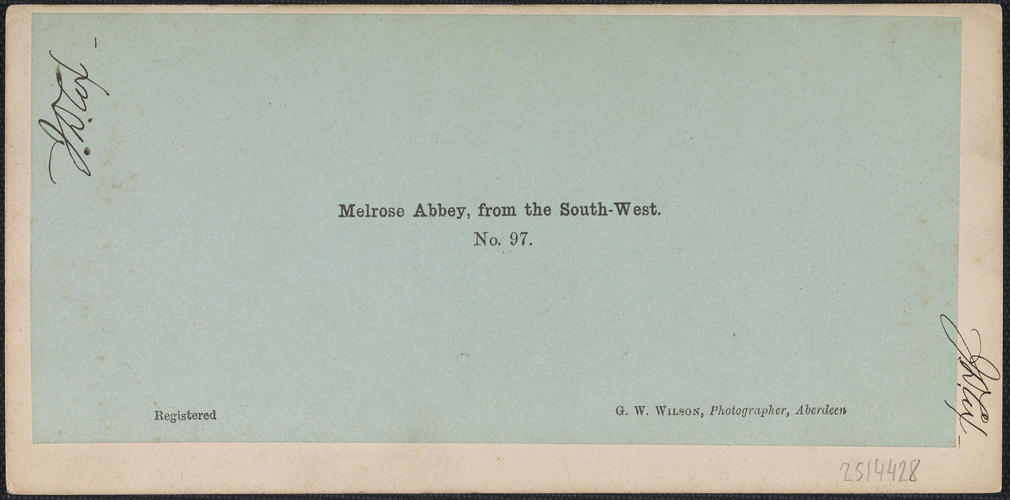 Melrose Abbey, from the South-West.
No. 97.
Registered
G. W. Wilson, Photographer, Aberdeen
2514428